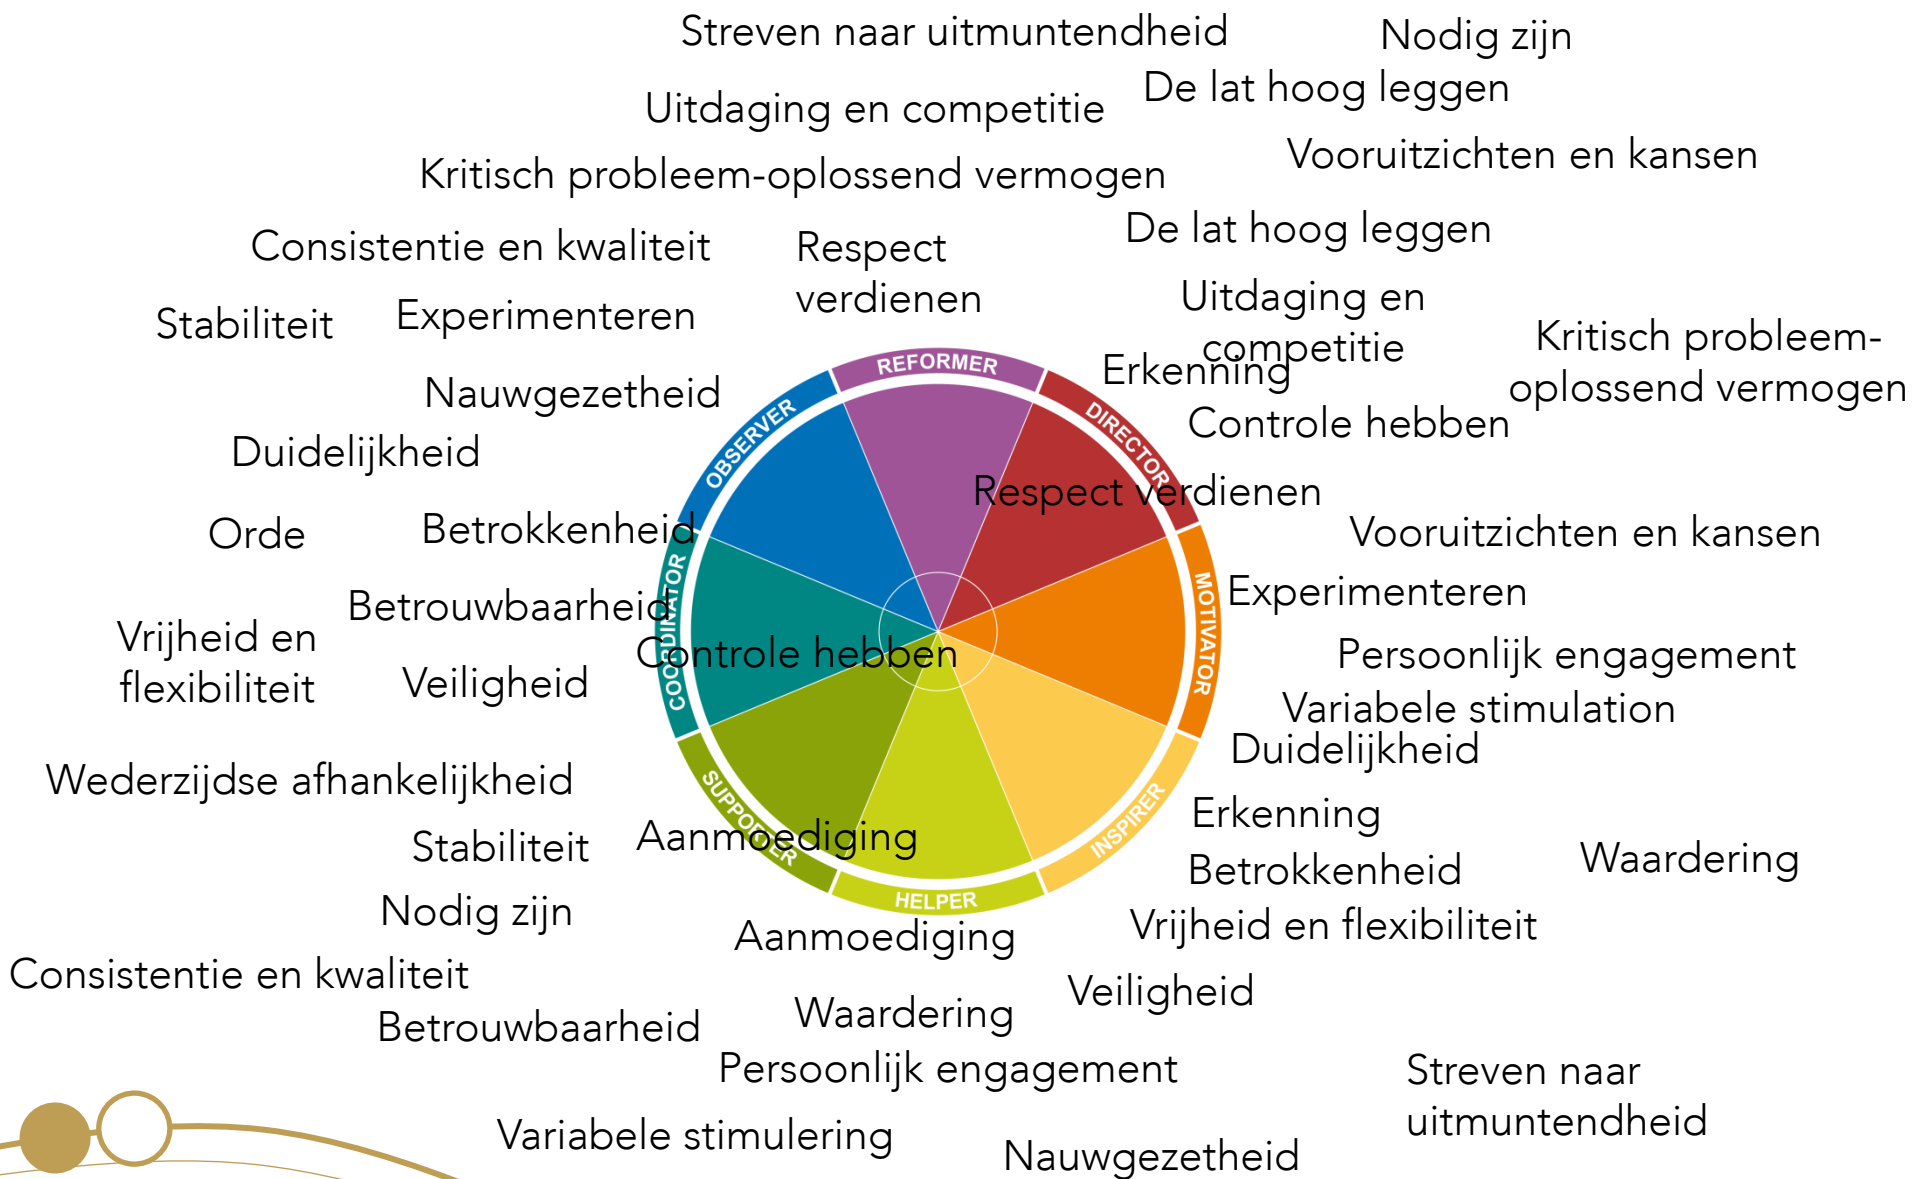 Streven naar uitmuntendheid
Nodig zijn
De lat hoog leggen
Uitdaging en competitie
Vooruitzichten en kansen
Kritisch probleem-oplossend vermogen
De lat hoog leggen
Consistentie en kwaliteit
Respect
verdienen
Uitdaging en
competitie
Stabiliteit
Experimenteren
Kritisch probleem-
oplossend vermogen
Erkenning
REFORMER
Nauwgezetheid
OBSERVER
DIRECTOR
Controle hebben
Duidelijkheid
Respect verdienen
Orde
Betrokkenheid
Vooruitzichten en kansen
COORDINATOR
MOTIVATOR
Experimenteren
Betrouwbaarheid
Vrijheid en
flexibiliteit
Controle hebben
Persoonlijk engagement
Veiligheid
Variabele stimulation
Duidelijkheid
Wederzijdse afhankelijkheid
SUPPORTER
INSPIRER
Erkenning
Stabiliteit
Aanmoediging
Betrokkenheid
Waardering
HELPER
Nodig zijn
Aanmoediging
Vrijheid en flexibiliteit
Consistentie en kwaliteit
Veiligheid
Waardering
Betrouwbaarheid
Persoonlijk engagement
Streven naar
uitmuntendheid
Variabele stimulering
Nauwgezetheid